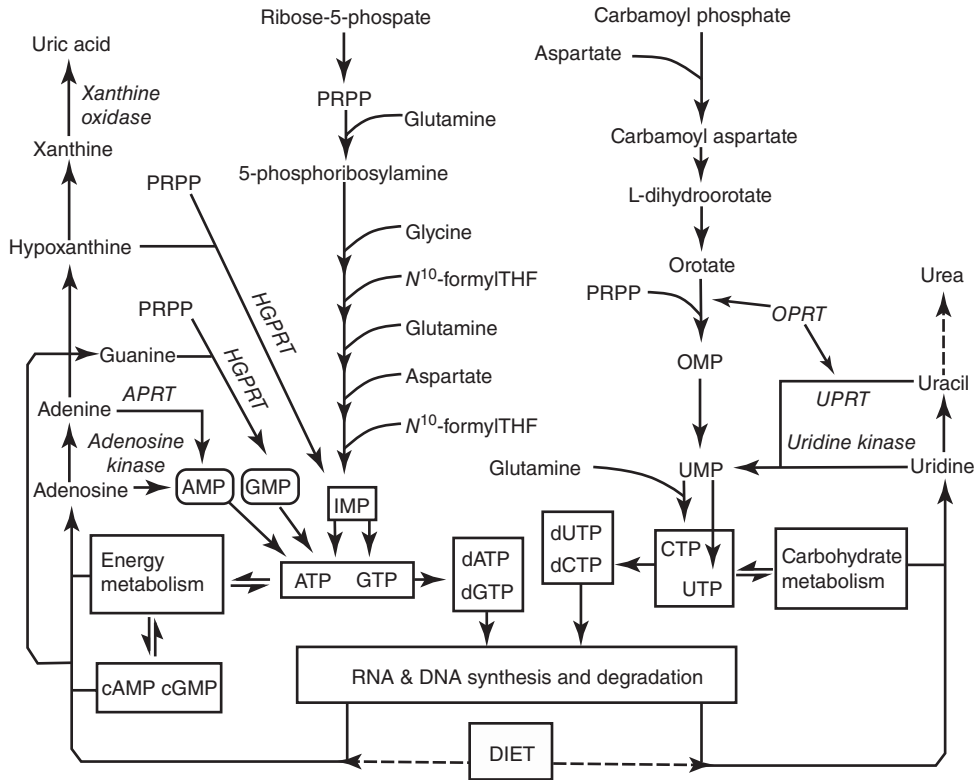 Ribose-5-phospate
Carbamoyl phosphate
Uric acid
Aspartate
Xanthine
oxidase
PRPP
Glutamine
Carbamoyl aspartate
Xanthine
5-phosphoribosylamine
PRPP
L-dihydroorotate
Hypoxanthine
Glycine
Orotate
N10-formylTHF
Urea
PRPP
PRPP
HGPRT
OPRT
Glutamine
Guanine
HGPRT
OMP
Aspartate
Uracil
APRT
UPRT
Adenine
N10-formylTHF
Adenosine
kinase
Uridine kinase
Glutamine
UMP
Uridine
Adenosine
AMP
GMP
IMP
dUTP
dCTP
CTP
UTP
Energy
metabolism
ATP GTP
dATP
dGTP
Carbohydrate
metabolism
cAMP cGMP
RNA & DNA synthesis and degradation
DIET